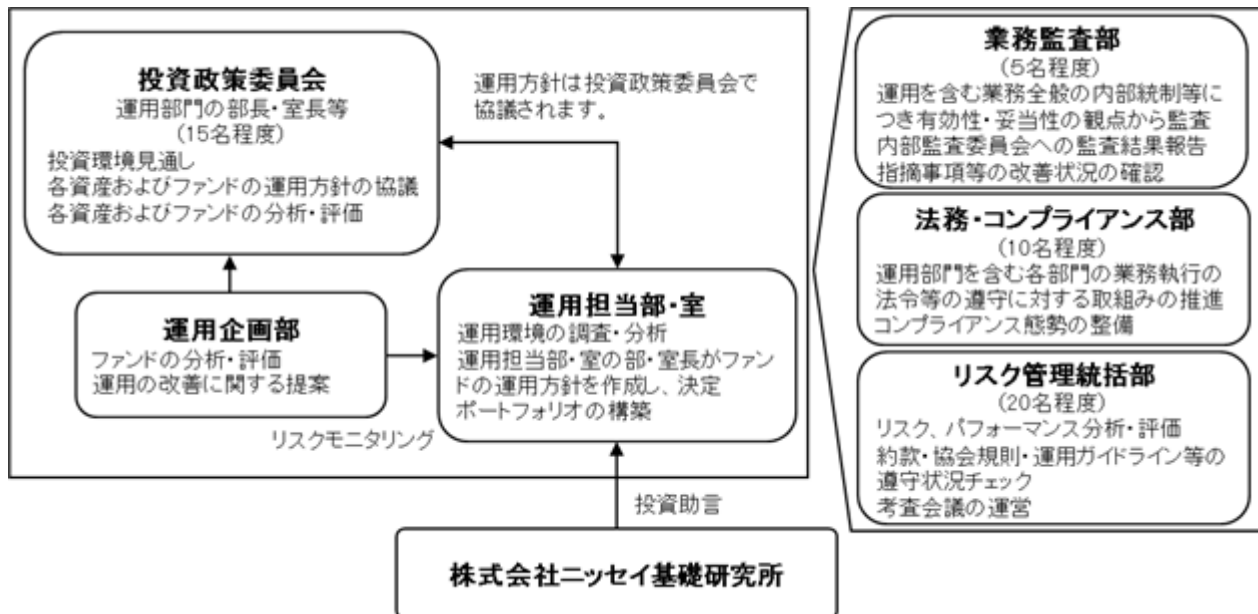 投資政策委員会
運用部門の部長・室長等
(15名程度)
投資環境見通し
各資産およびファンドの運用方針の協議
各資産およびファンドの分析・評価
運用方針は投資政策委員会で
協議されます。
運用企画部
ファンドの分析・評価
運用の改善に関する提案
リスクモニタリング
運用担当部・室
運用環境の調査・分析
運用担当部・室の部・室長がファン
ドの運用方針を作成し、決定
ポートフォリオの構築
投資助言
株式会社ニッセイ基礎研究所
業務監査部
(5名程度)
運用を含む業務全般の内部統制等に
つき有効性・妥当性の観点から監査
内部監査委員会への監査結果報告
指摘事項等の改善状況の確認
法務・コンプライアンス部
(10名程度)
運用部門を含む各部門の業務執行の
法令等の遵守に対する取組みの推進
コンプライアンス態勢の整備
リスク管理統括部
(20名程度)
リスク、パフォーマンス分析・評価
約款・協会規則・運用ガイドライン等の
遵守状況チェック
考査会議の運営